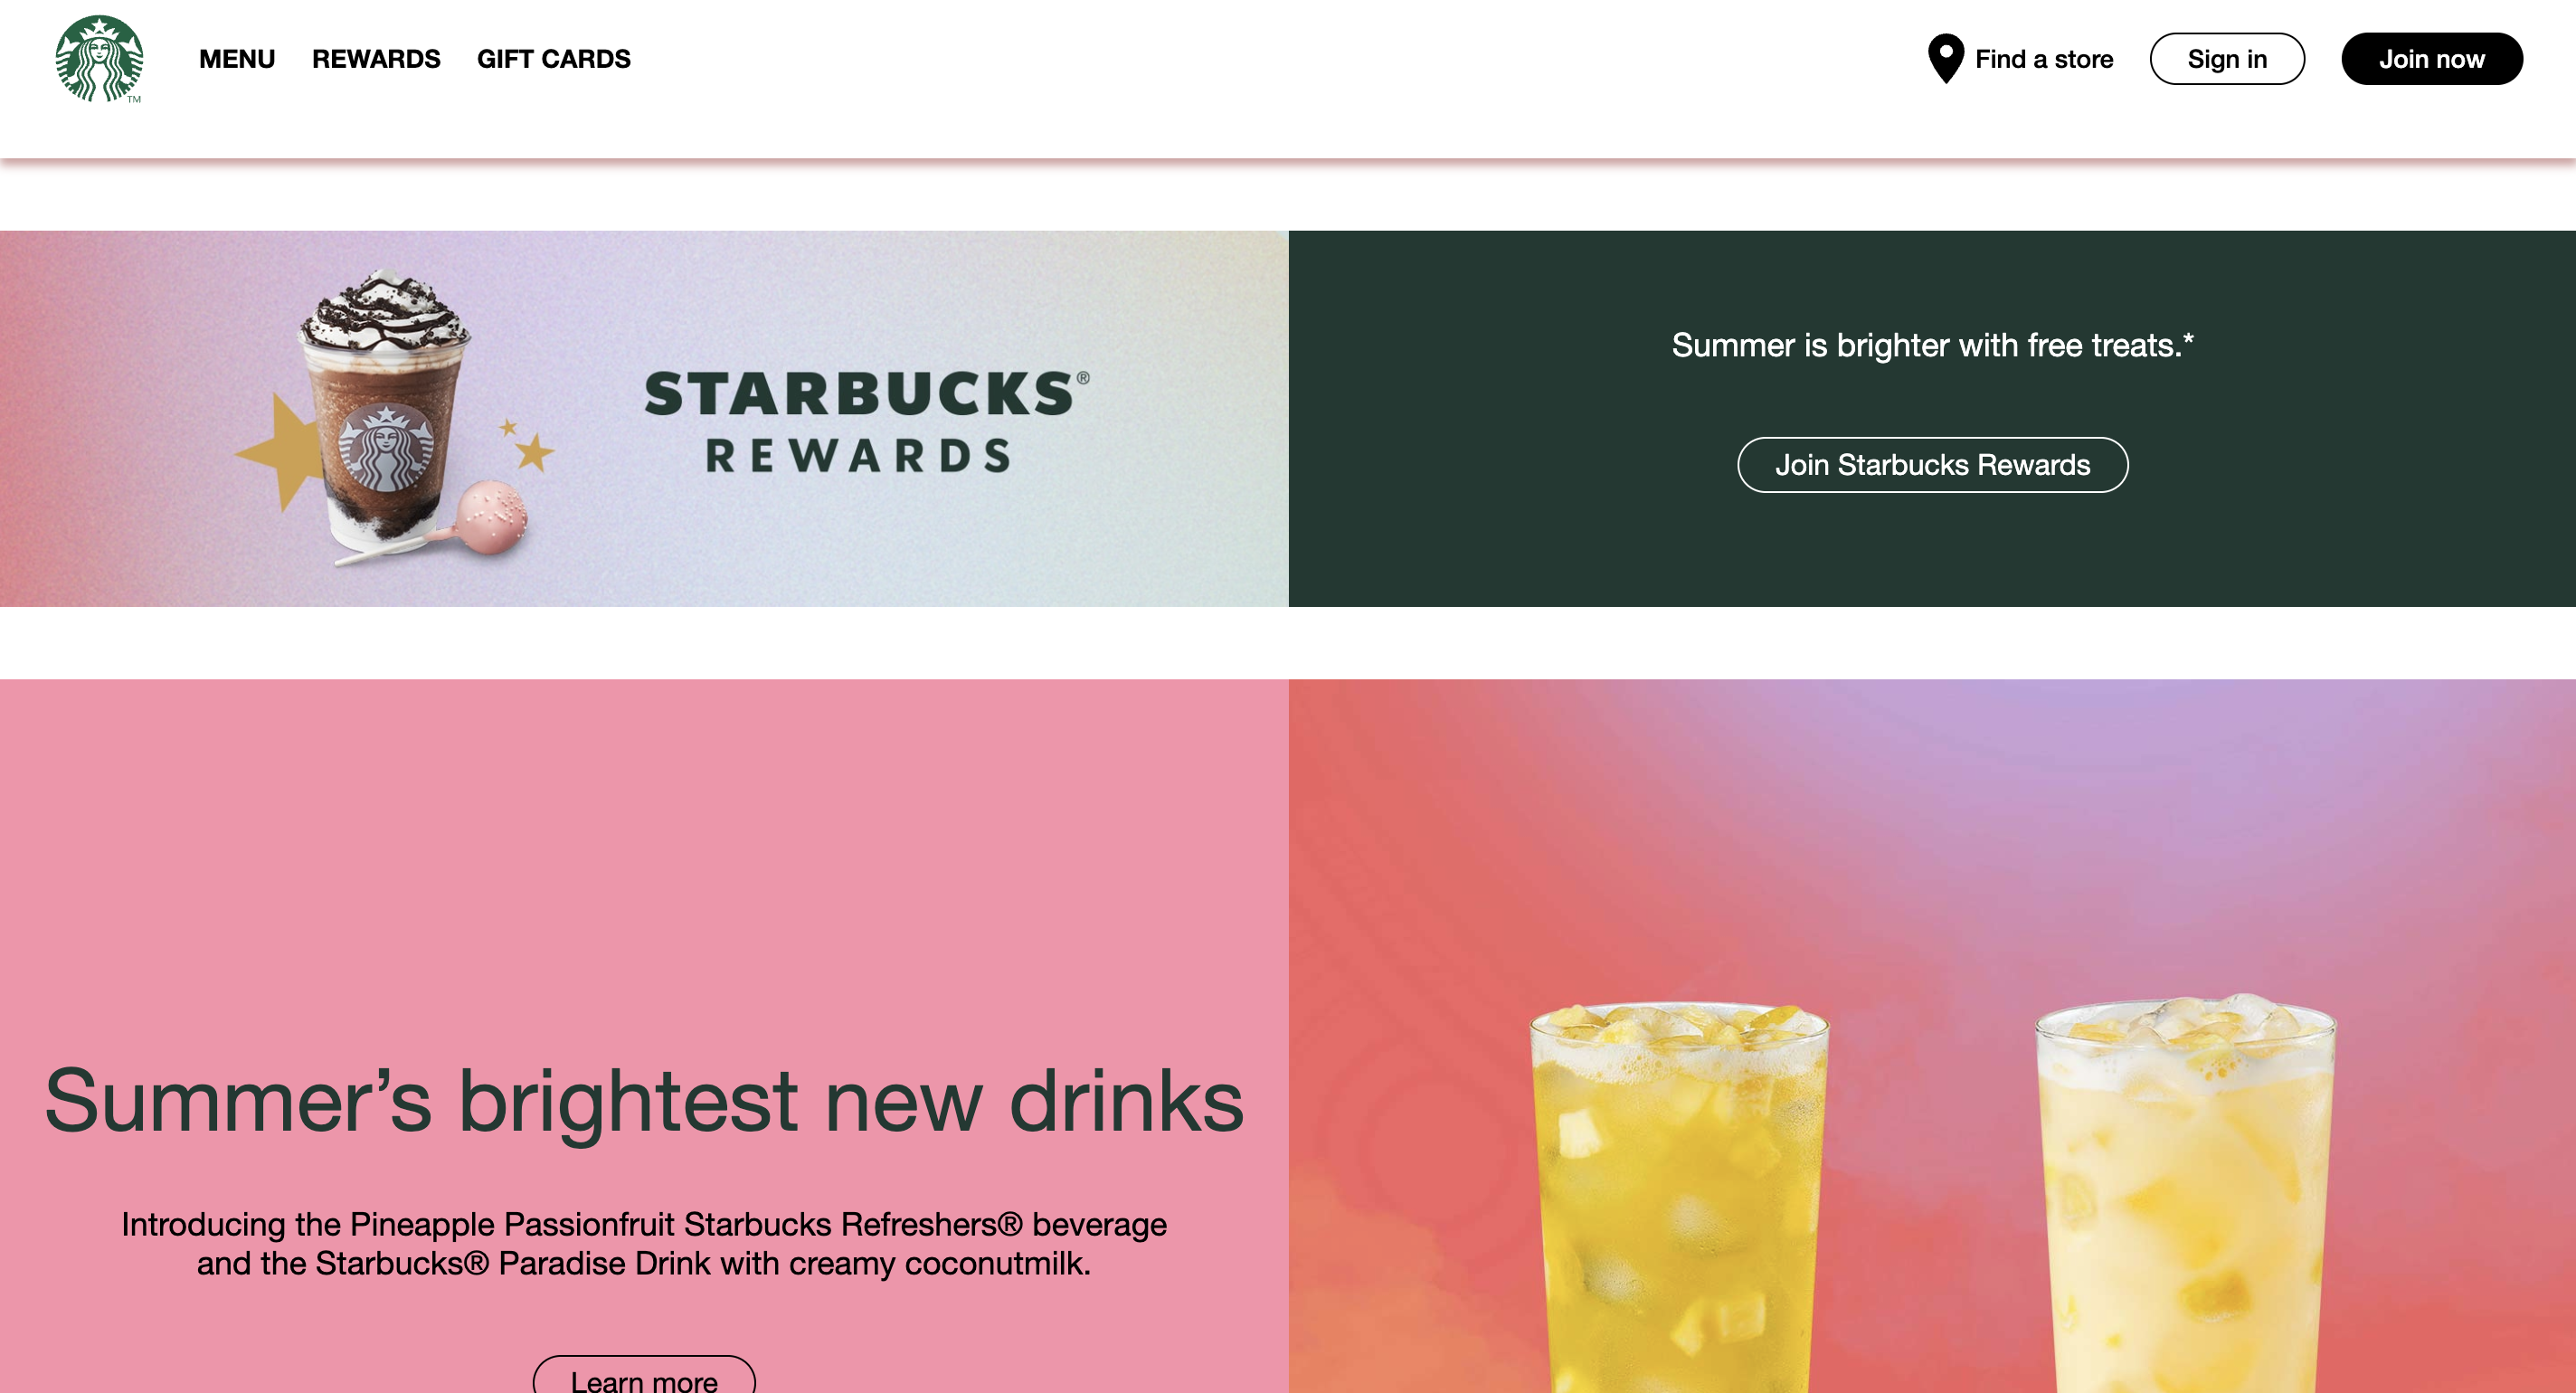 TM
MENU REWARDS GIFT CARDS Find a store Sign in Join now
STARBUCKS®
REWARDS
Summer is brighter with free treats.*
Join Starbucks Rewards
Summer’s brightest new drinks
Introducing the Pineapple Passionfruit Starbucks Refreshers® beverage
and the Starbucks® Paradise Drink with creamy coconutmilk.
Learn more